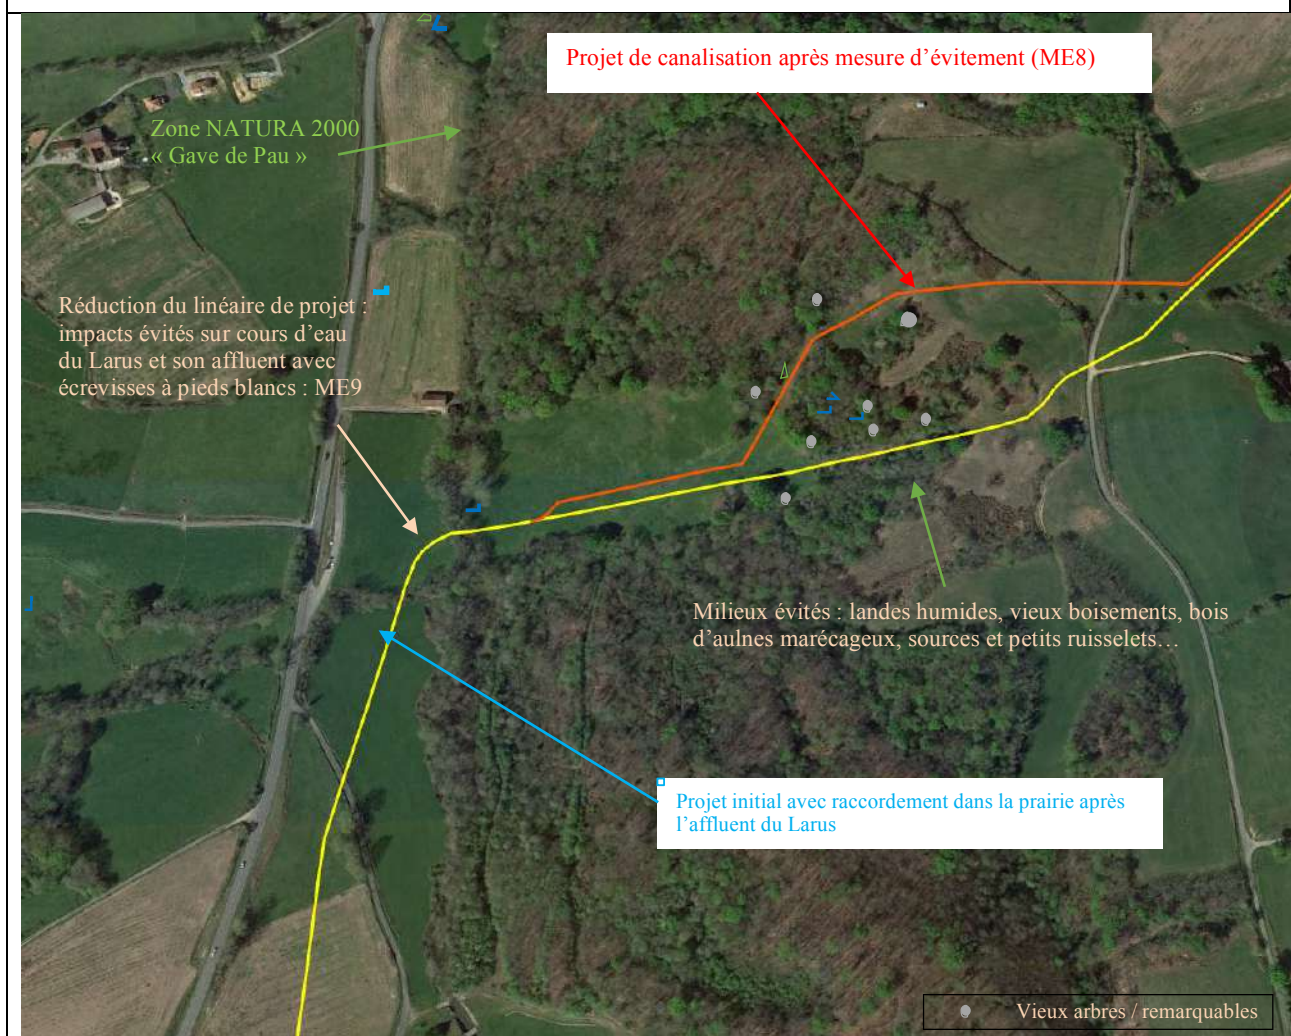 Projet de canalisation après mesure d’évitement (ME8)
Zone NATURA 2000
« Gave de Pau »
Réduction du linéaire de projet :
impacts évités sur cours d’eau
du Larus et son affluent avec
écrevisses à pieds blancs : ME9
Milieux évités : landes humides, vieux boisements, bois
d’aulnes marécageux, sources et petits ruisselets…
Projet initial avec raccordement dans la prairie après
l’affluent du Larus
Vieux arbres / remarquables